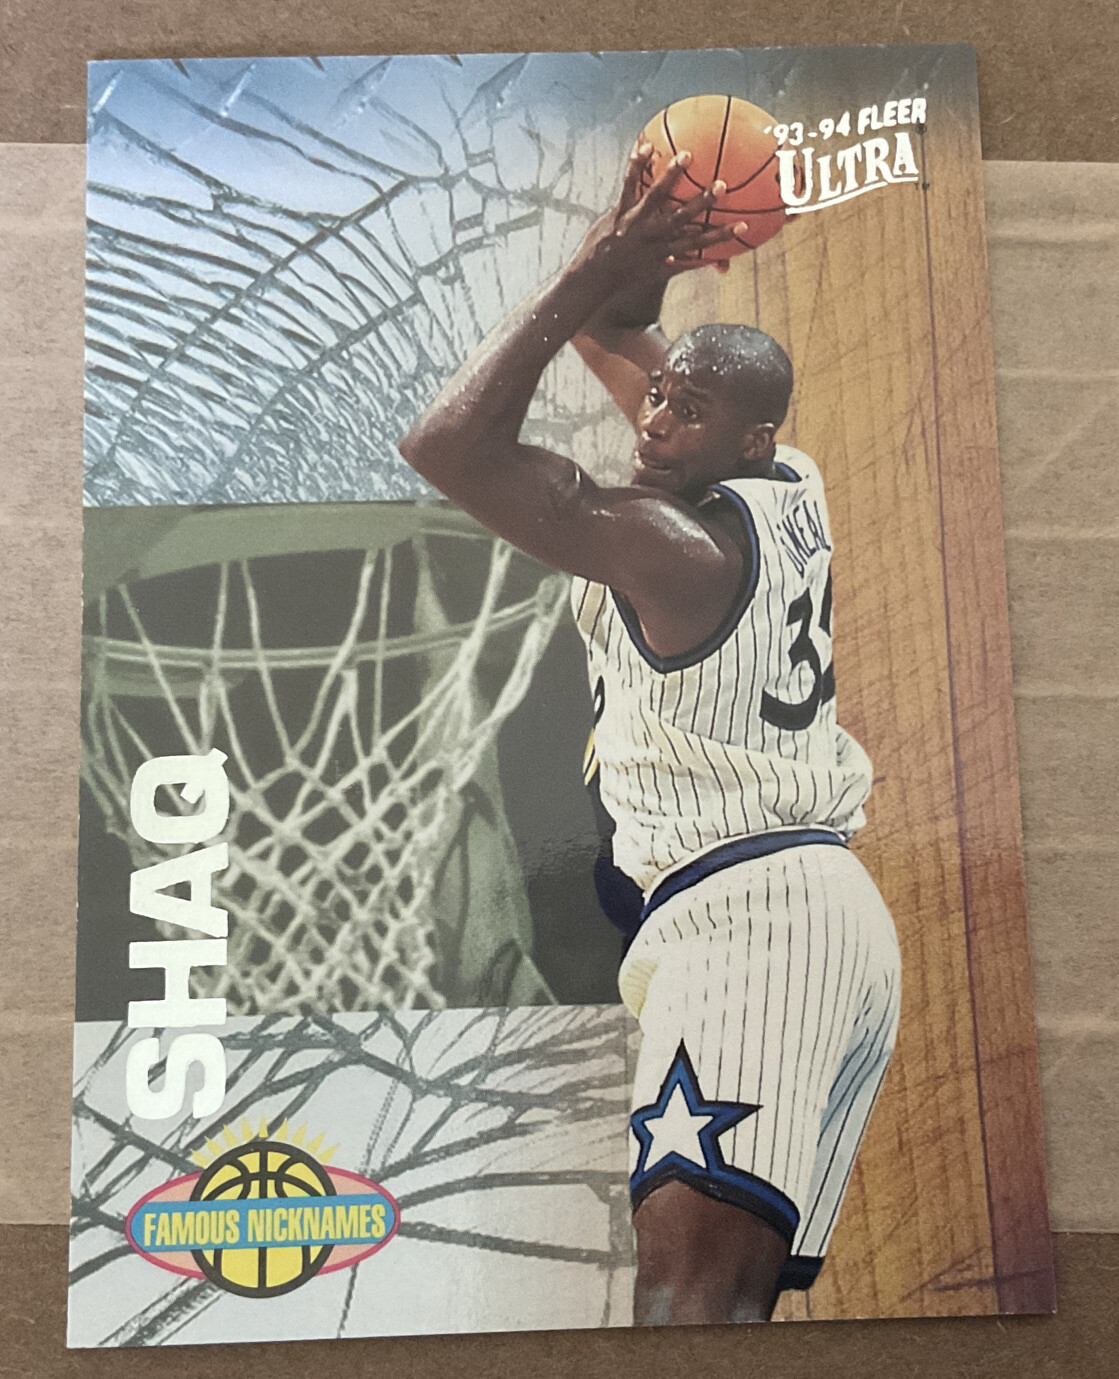 '93-94 FLEER
ULTRA
O'NEAL
SHAQ
FAMOUS NICKNAMES